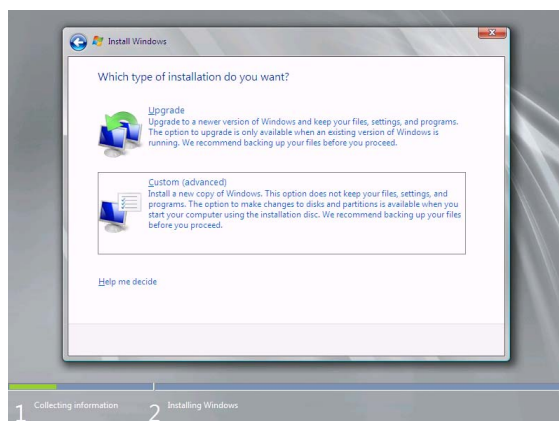 Install Windows
Which type of installation do you want?
Upgrade
Upgrade to a newer version of Windows and keep your files, settings, and programs.
The option to upgrade is only available when an existing version of Windows is
running. We recommend backing up your files before you proceed.
Custom (advanced)
Install a new copy of Windows. This option does not keep your files, settings, and
programs. The option to make changes to disks and partitions is available when you
start your computer using the installation disc. We recommend backing up your files
before you proceed.
Help me decide
1 Collecting information
2 Installing Windows